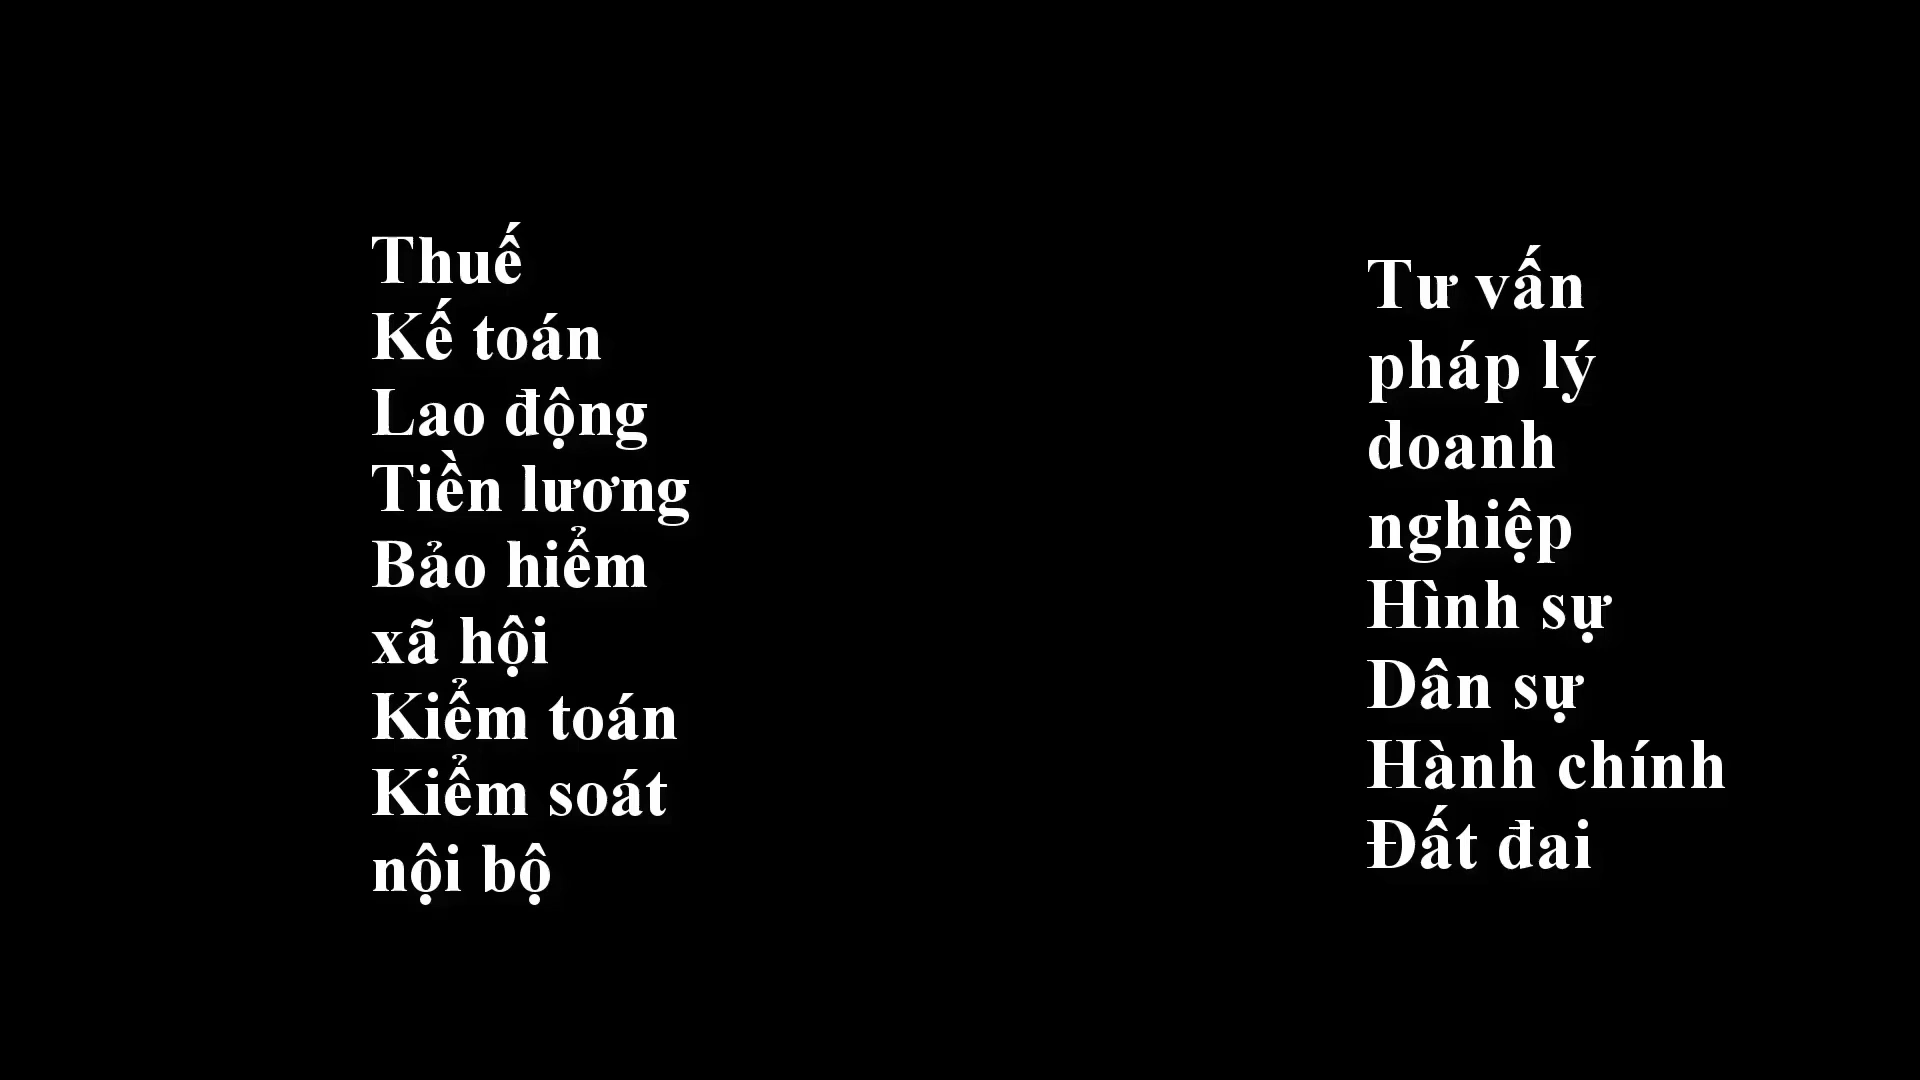 Thuế
Kế toán
Lao động
Tiền lương
Bảo hiểm
xã hội
Kiểm toán
Kiểm soát
nội bộ
Tư vấn
pháp lý
doanh
nghiệp
Hình sự
Dân sự
Hành chính
Đất đai